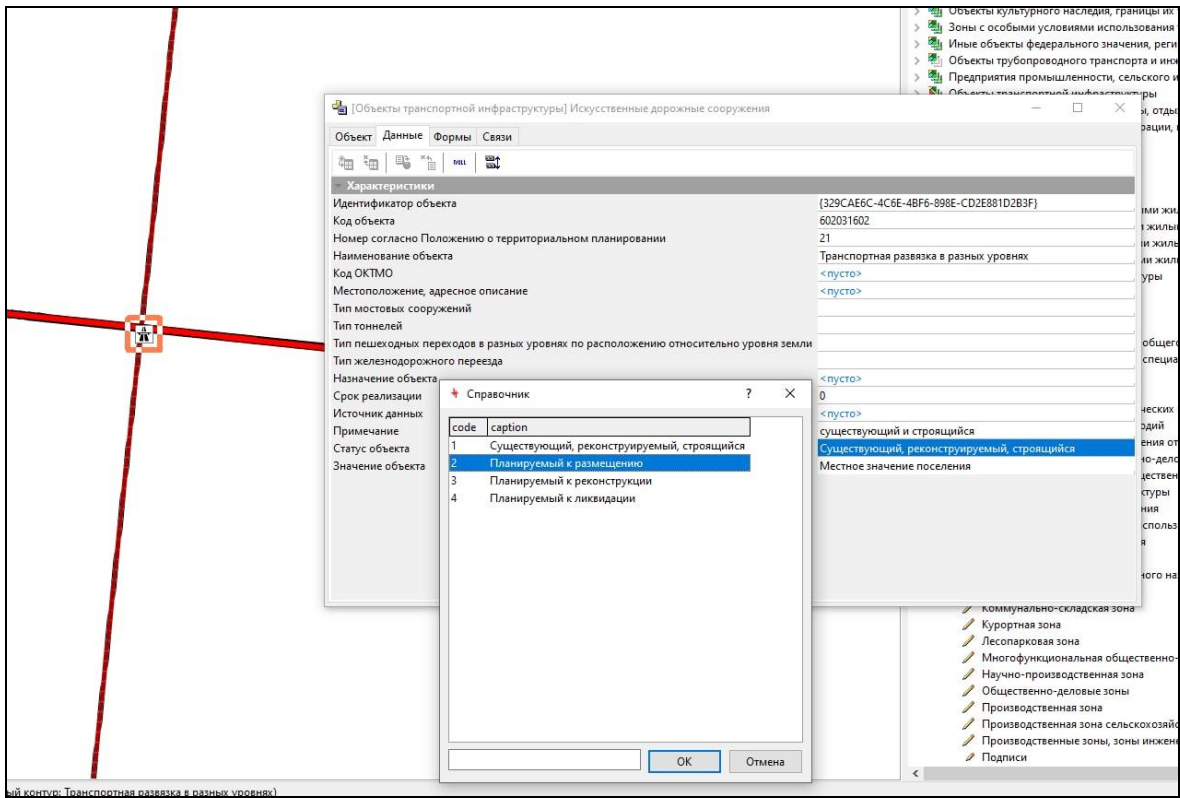 Объекты культурного наследия, границы их
Зоны с особыми условиями использования
Иные объекты федерального значения, реги
Объекты трубопроводного транспорта и инж
Предприятия промышленности, сельского и
Объекты транспортной инфраструктуры
[Объекты транспортной инфраструктуры] Искусственные дорожные сооружения
Объект Данные Формы Связи
NULL
Характеристики
Идентификатор объекта {329CAE6C-4C6E-4BF6-898E-CD2E881D2B3F}
Код объекта 602031602
Номер согласно Положению о территориальном планировании 21
Наименование объекта Транспортная развязка в разных уровнях
Код ОКТМО <пусто>
Местоположение, адресное описание <пусто>
Тип мостовых сооружений
Тип тоннелей
Тип пешеходных переходов в разных уровнях по расположению относительно уровня земли
Тип железнодорожного переезда
Назначение объекта <пусто>
Срок реализации 0
Источник данных <пусто>
Примечание существующий и строящийся
Статус объекта Существующий, реконструируемый, строящийся
Значение объекта Местное значение поселения
Справочник ?
code caption
1 Существующий, реконструируемый, строящийся
2 Планируемый к размещению
3 Планируемый к реконструкции
4 Планируемый к ликвидации
OK Отмена
Коммунально-складская зона
Курортная зона
Лесопарковая зона
Многофункциональная общественно-
Научно-производственная зона
Общественно-деловые зоны
Производственная зона
Производственная зона сельскохозяйс
Производственные зоны, зоны инжене
Подписи
ый контур: Транспортная развязка в разных уровнях)